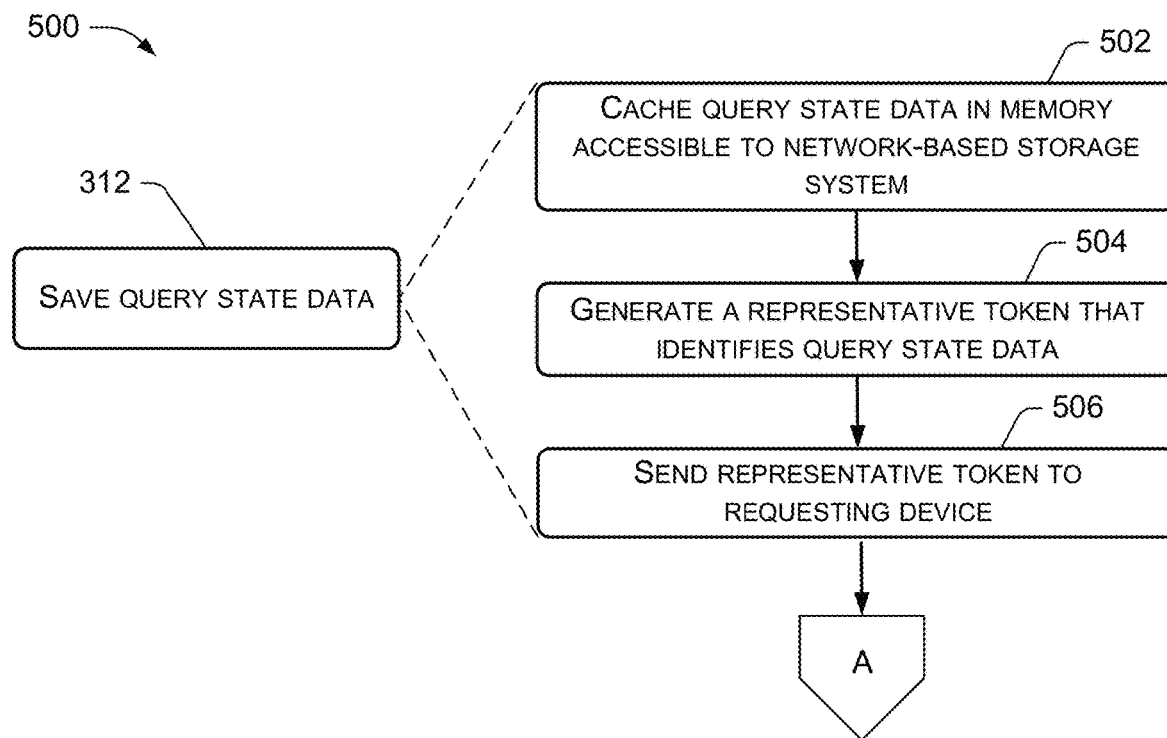 500
502
CACHE QUERY STATE DATA IN MEMORY
ACCESSIBLE TO NETWORK-BASED STORAGE
SYSTEM
312
SAVE QUERY STATE DATA
504
GENERATE A REPRESENTATIVE TOKEN THAT
IDENTIFIES QUERY STATE DATA
506
SEND REPRESENTATIVE TOKEN TO
REQUESTING DEVICE
A